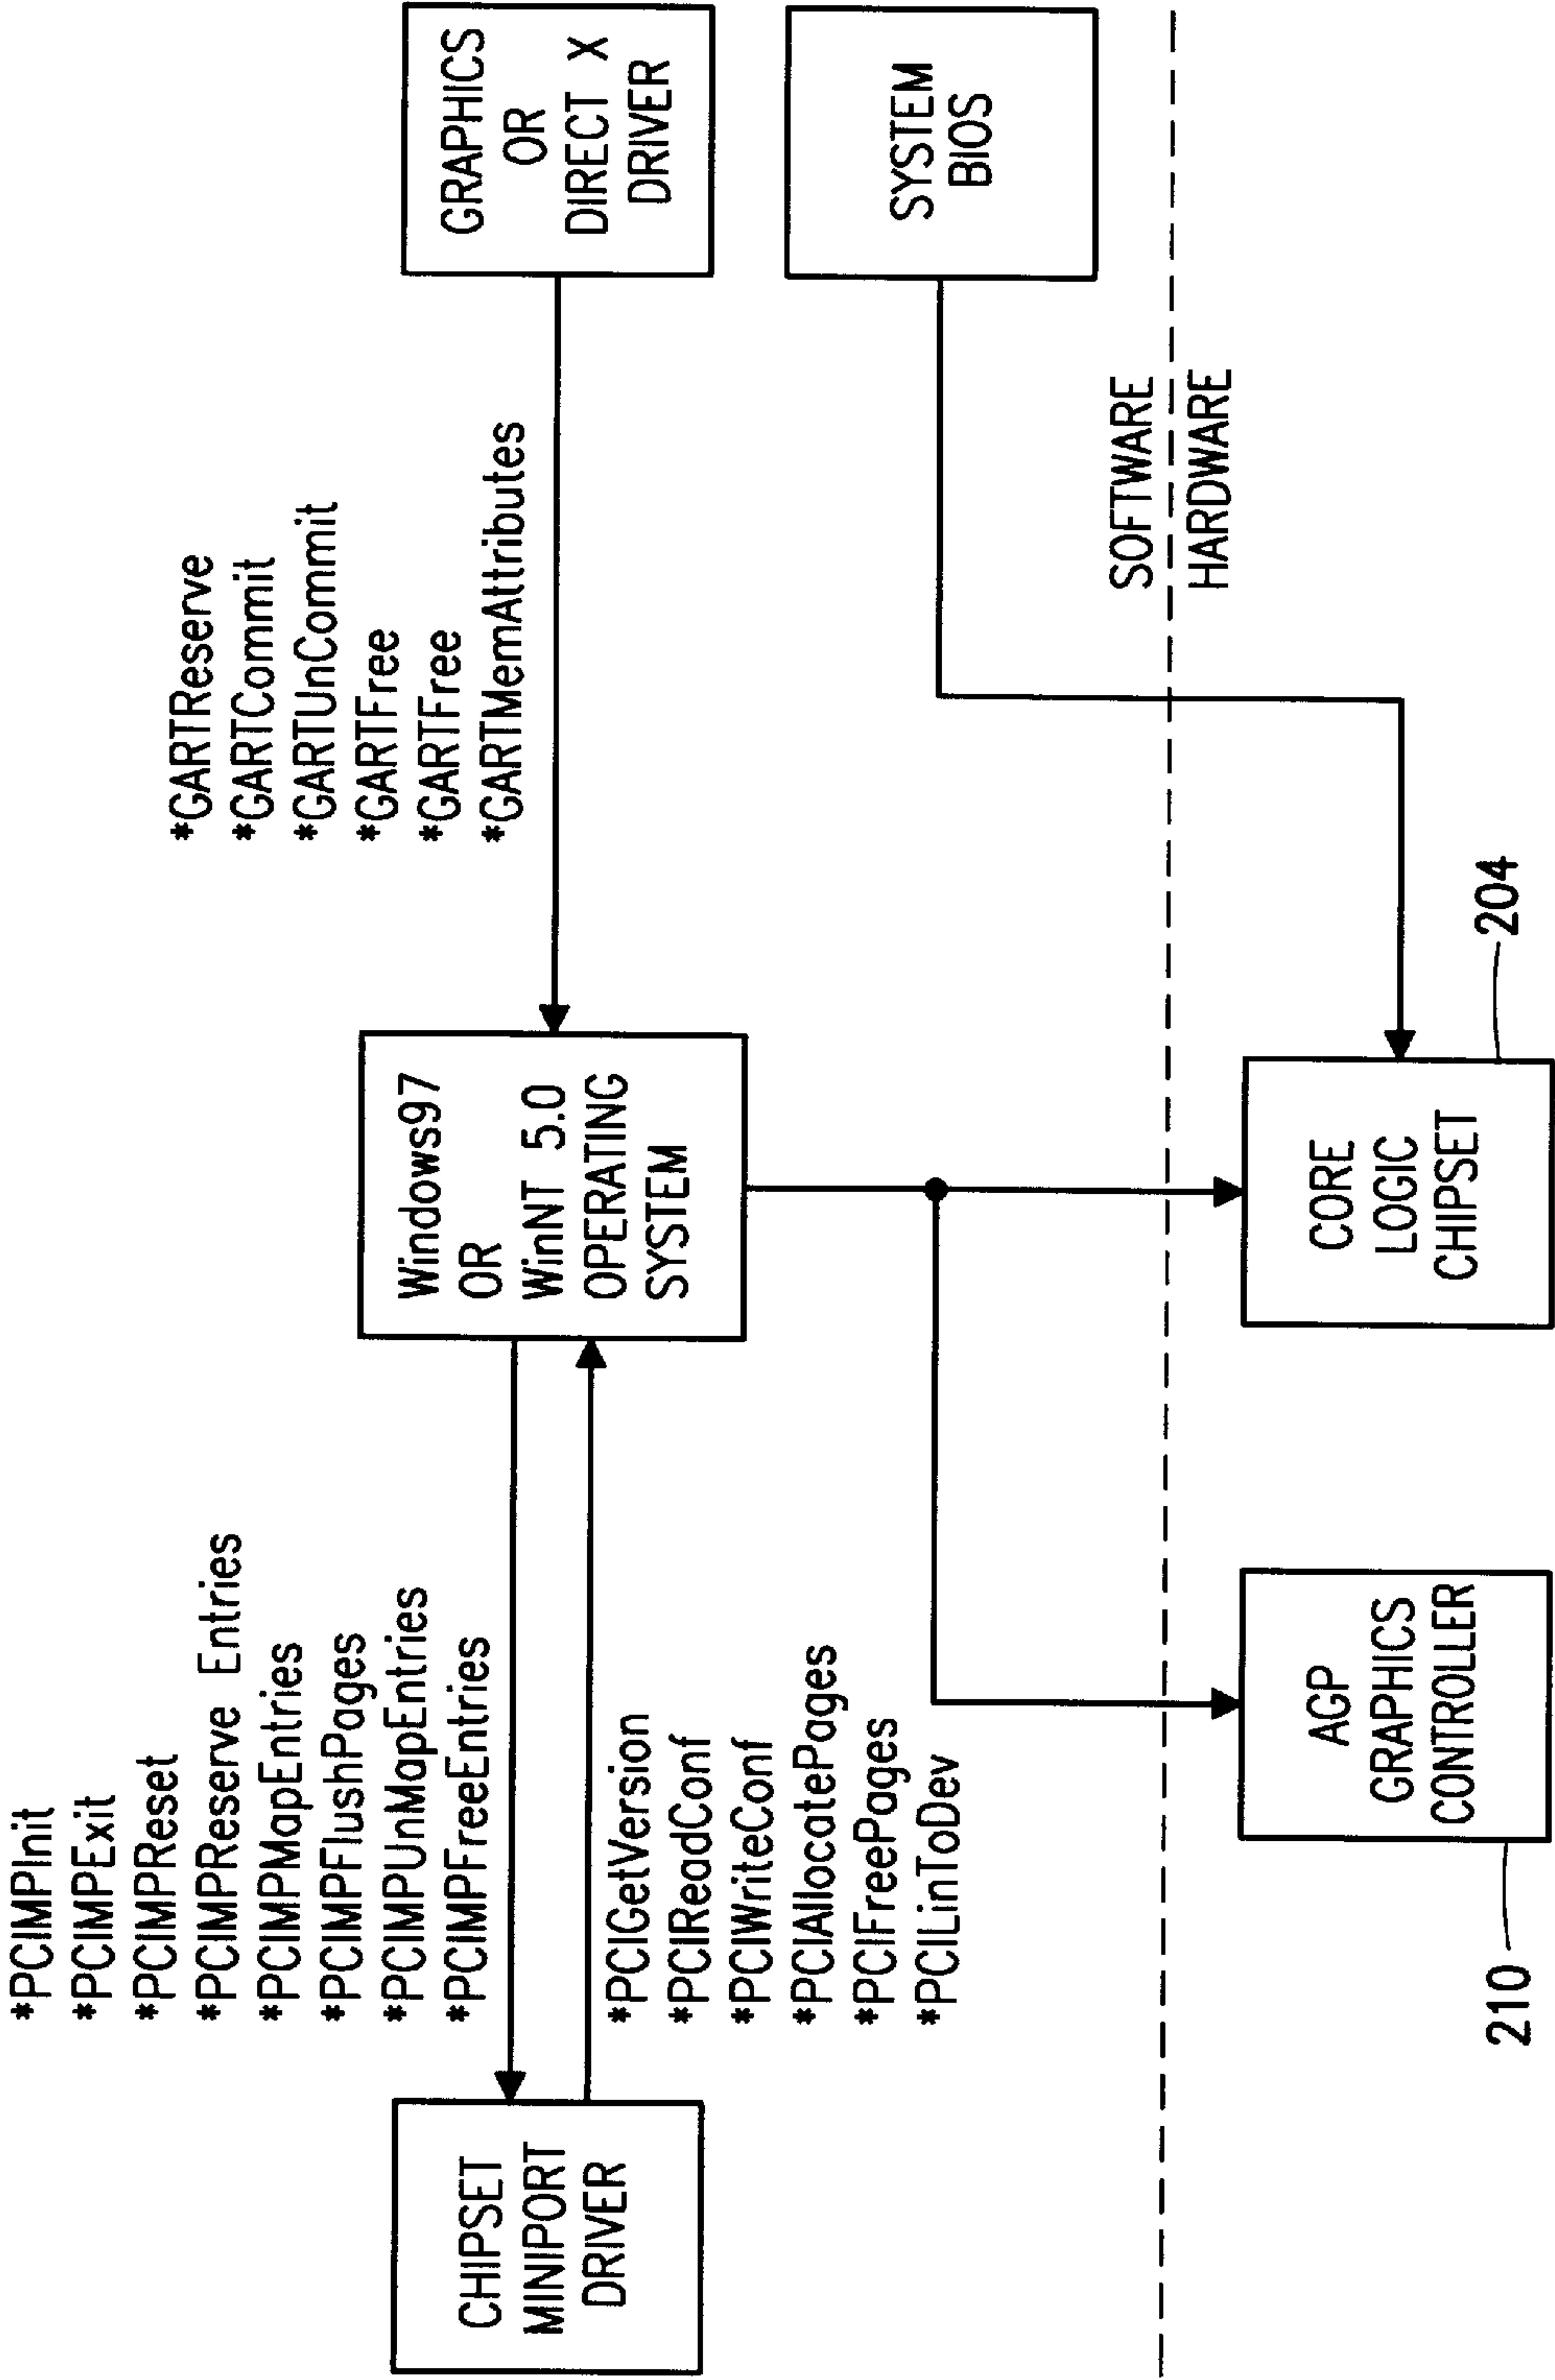 *PCIMPInit
*PCIMPExit
*PCIMPReset
*PCIMPReserve Entries
*PCIMPMapEntries
*PCIMPFlushPages
*PCIMPUnMapEntries
*PCIMPFreeEntries
*GARTReserve
*GARTCommit
*GARTUnCommit
*GARTFree
*GARTFree
*GARTMemAttributes
CHIPSET
MINIPORT
DRIVER
Windows97
OR
WinNT 5.0
OPERATING
SYSTEM
GRAPHICS
OR
DIRECT X
DRIVER
*PCIGetVersion
*PCIReadConf
*PCIWriteConf
*PCIAllocatePages
*PCIFreePages
*PCILinToDev
SYSTEM
BIOS
SOFTWARE
HARDWARE
AGP
GRAPHICS
CONTROLLER
CORE
LOGIC
CHIPSET
210
204